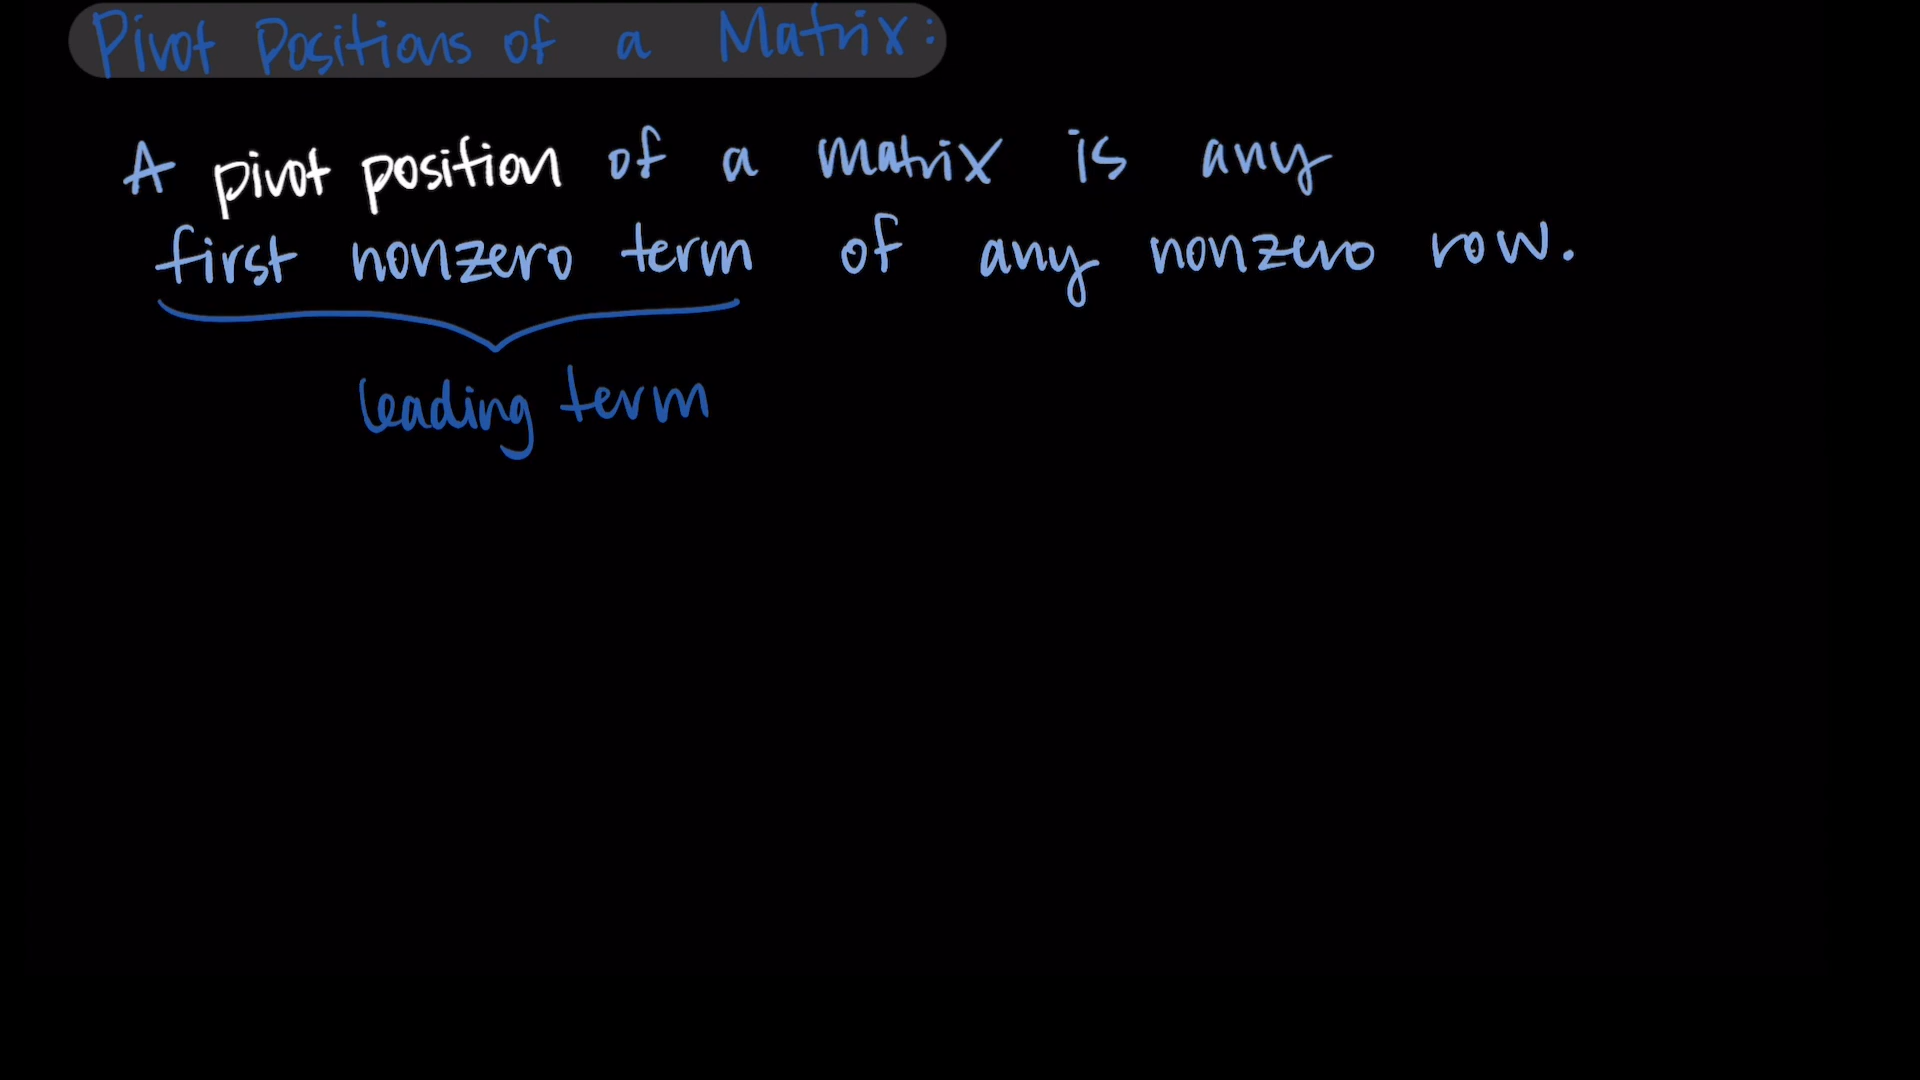 Pivot Positions of a Matrix:
A pivot position of a matrix is any
first nonzero term of any nonzero row.
leading term